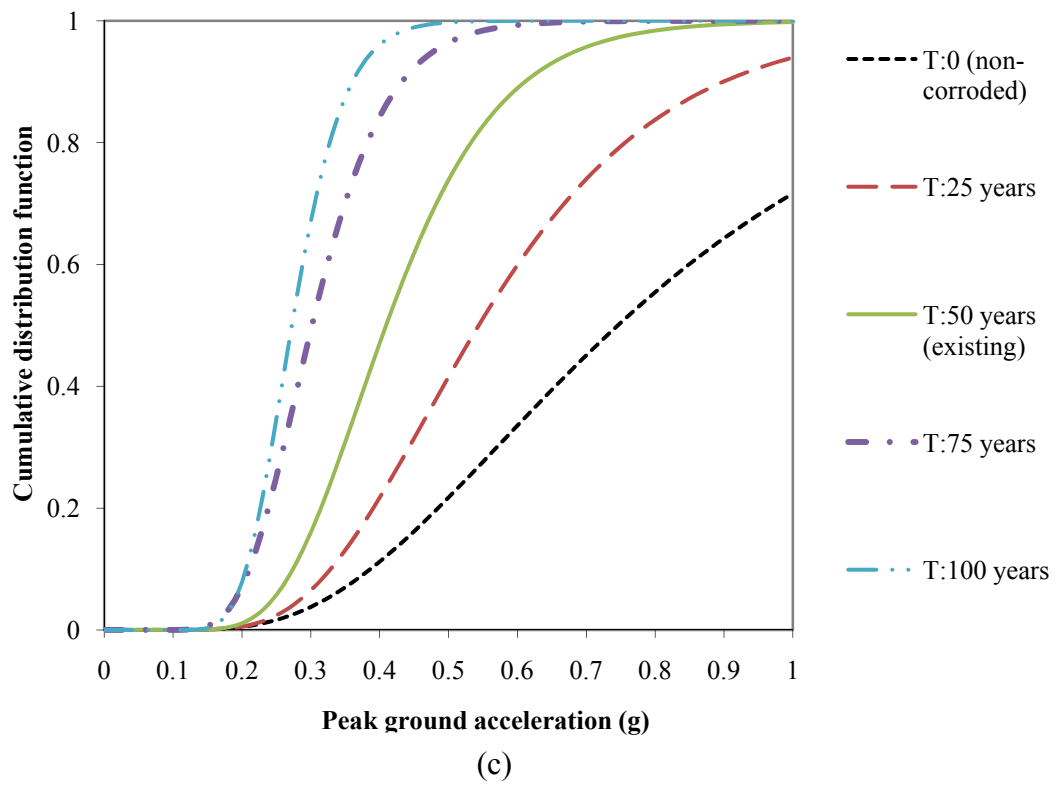 1
0.8
0.6
0.4
0.2
0
Cumulative distribution function
0 0.1 0.2 0.3 0.4 0.5 0.6 0.7 0.8 0.9 1
Peak ground acceleration (g)
(c)
T:0 (non-
corroded)
T:25 years
T:50 years
(existing)
T:75 years
T:100 years